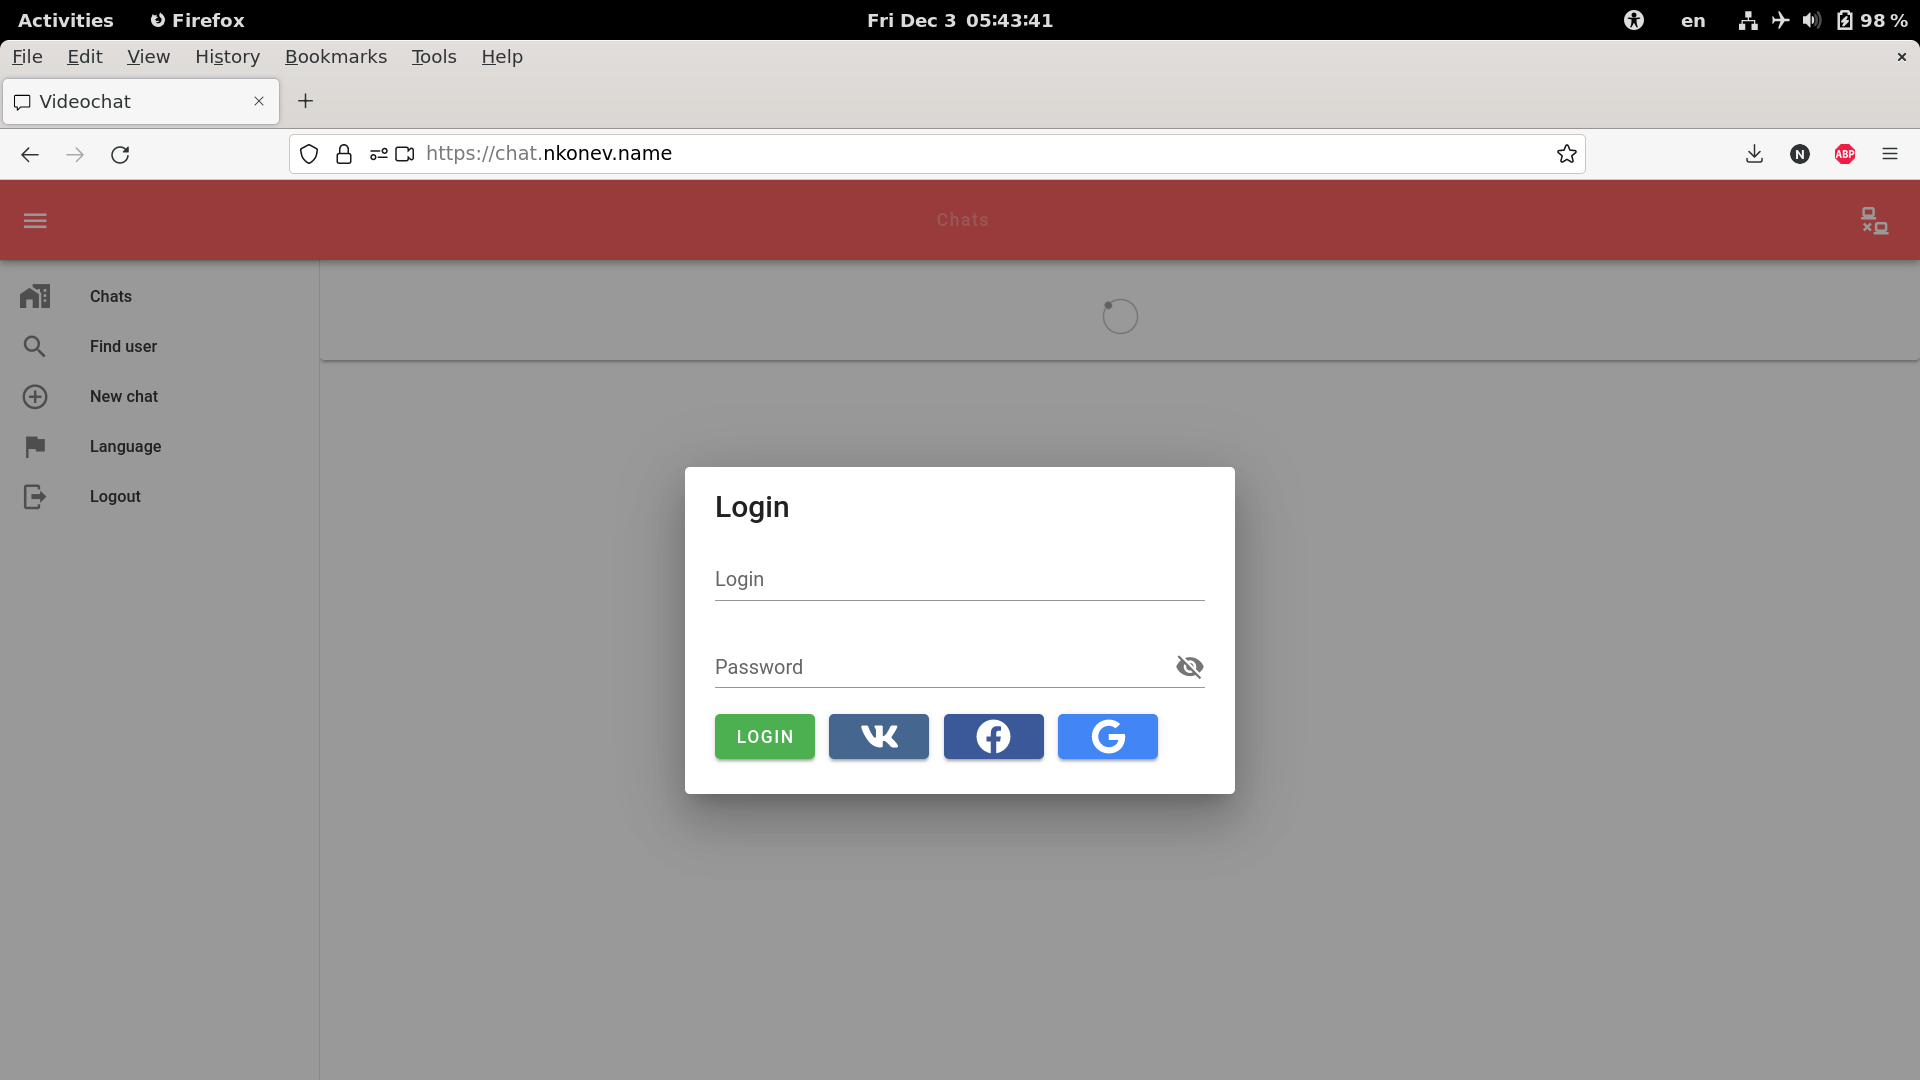 Activities Firefox Fri Dec 3 05:43:41 en 98 %
File Edit View History Bookmarks Tools Help
Videochat
https://chat.nkonev.name N ABP
Chats
Chats
Find user
New chat
Language
Logout
Login
Login
Password
LOGIN